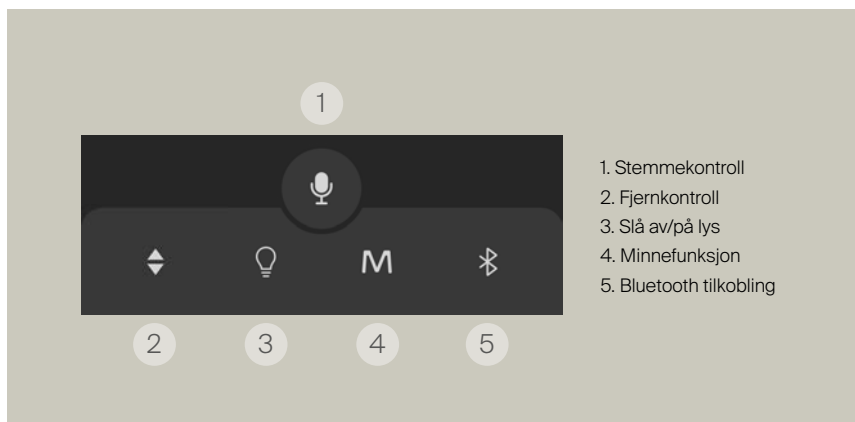 1
M
2
3
4
5
1. Stemmekontroll
2. Fjernkontroll
3. Slå av/på lys
4. Minnefunksjon
5. Bluetooth tilkobling